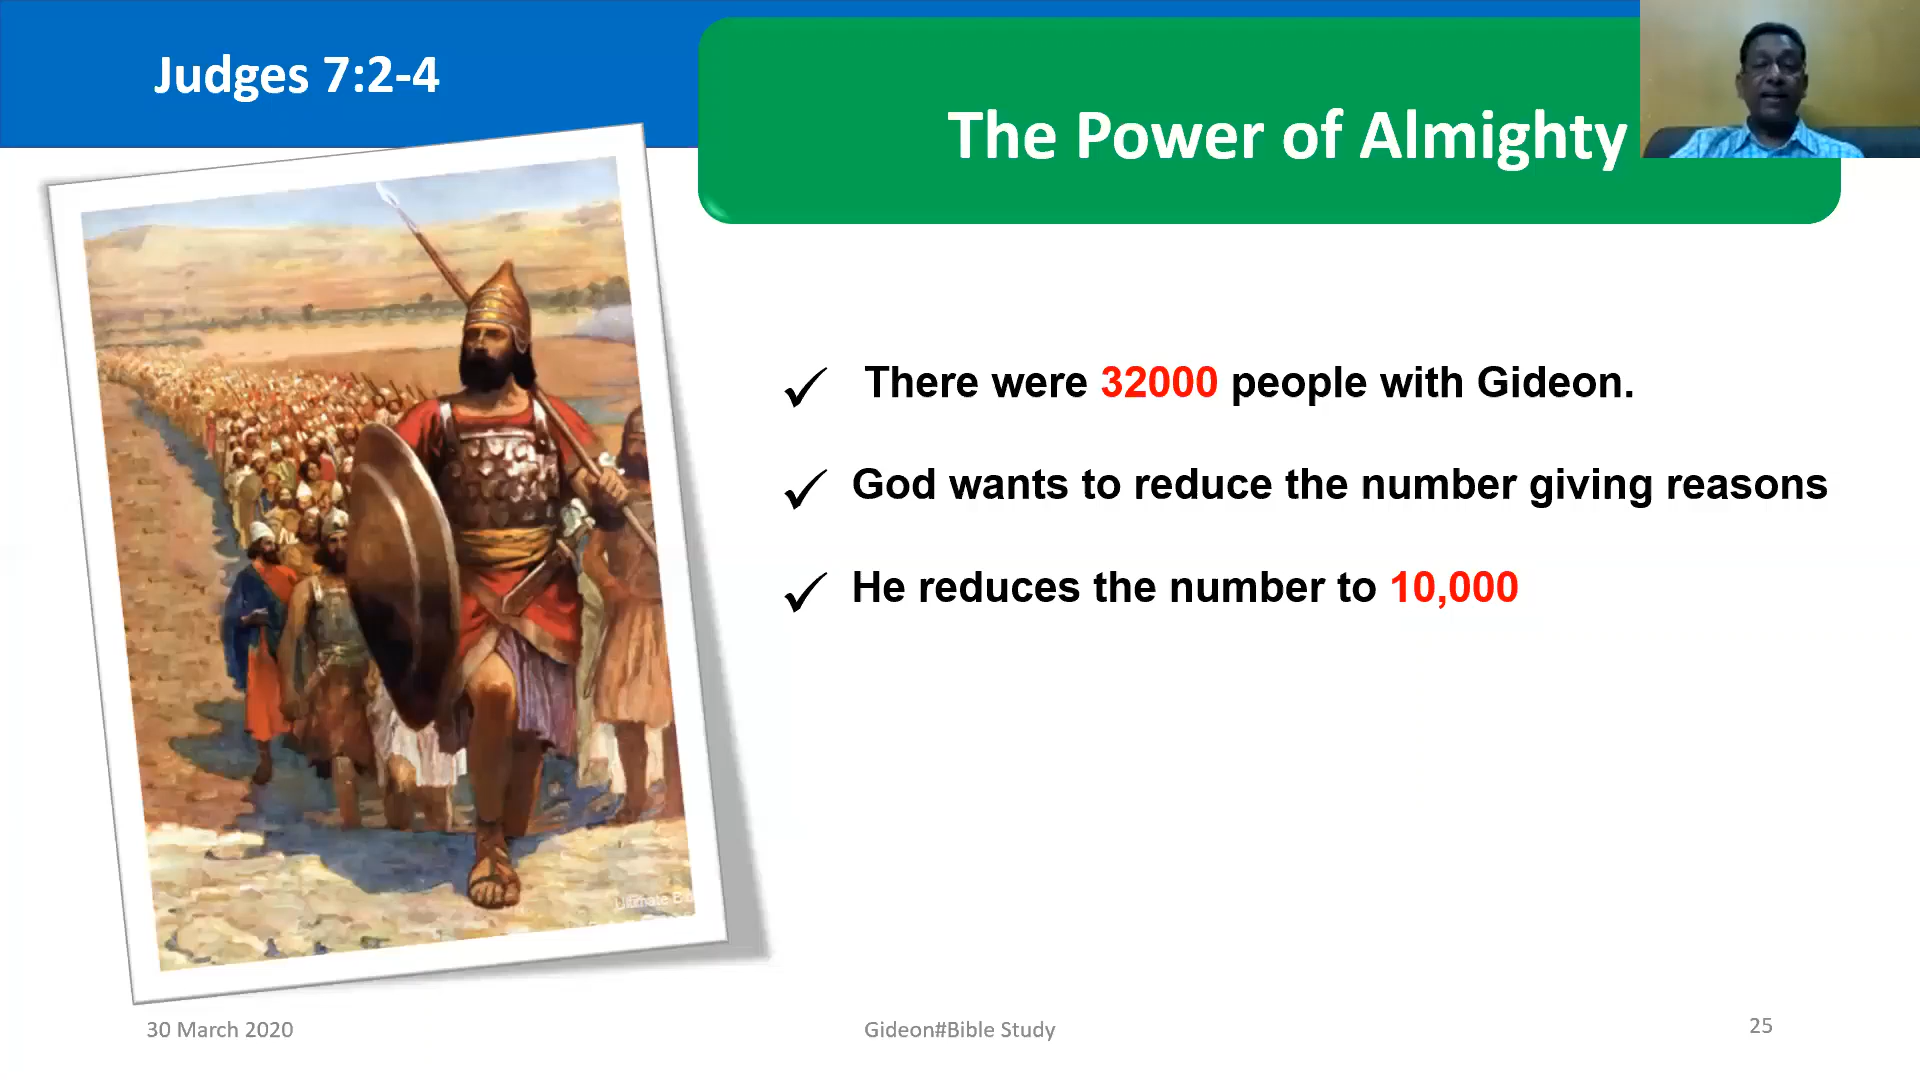 Judges 7:2-4
The Power of Almighty
There were 32000 people with Gideon.
God wants to reduce the number giving reasons
He reduces the number to 10,000
Ultimate
30 March 2020
Gideon#Bible Study
25